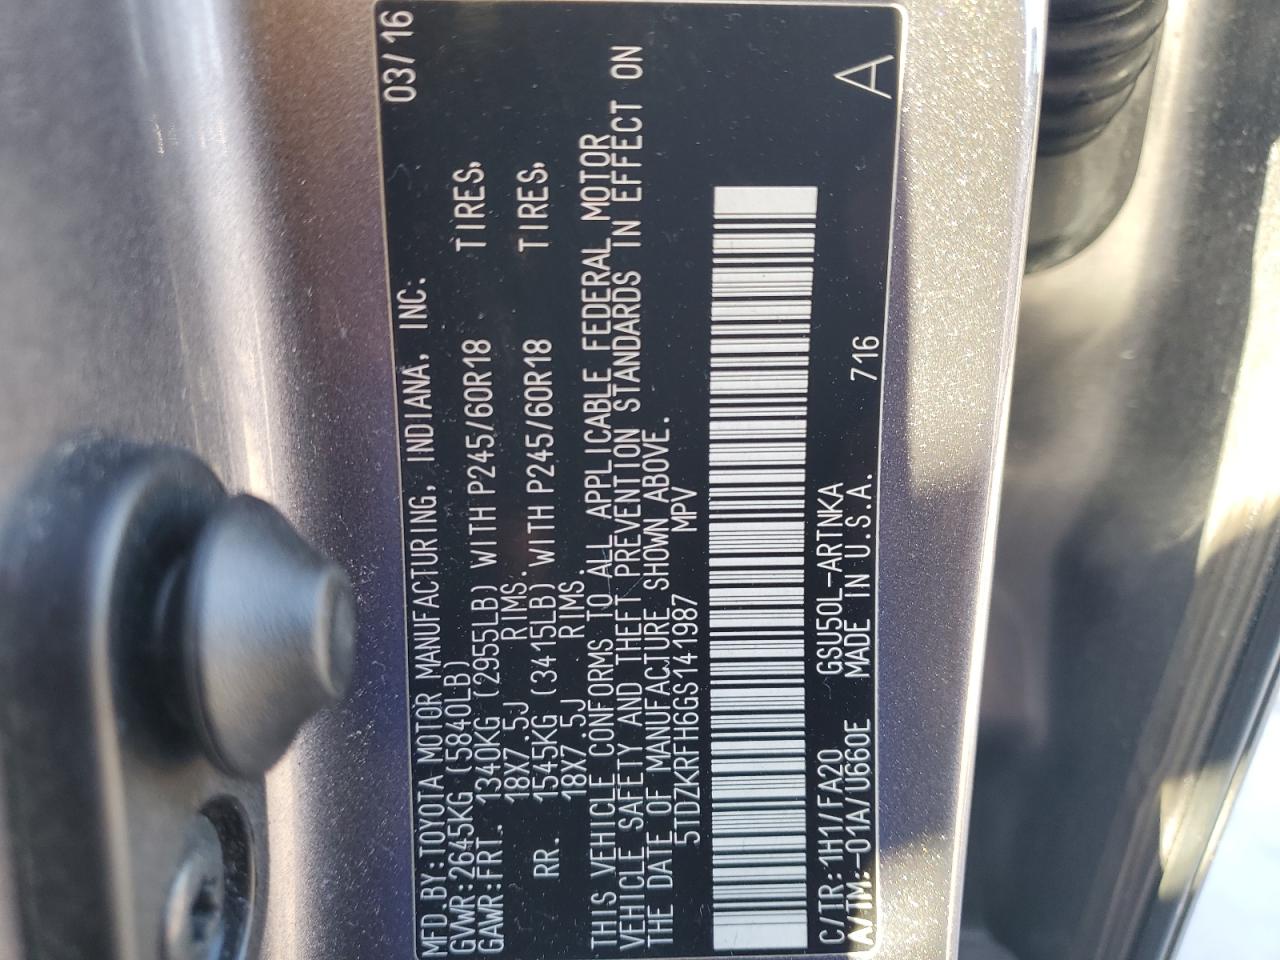 MFD.BY:TOYOTA MOTOR MANUFACTURING, INDIANA, INC. 03/16
GVWR:2645KG (5840LB)
GAWR:FRT. 1340KG (2955LB) WITH P245/60R18 TIRES,
18X7.5J RIMS.
RR. 1545KG (3415LB) WITH P245/60R18 TIRES,
18X7.5J RIMS.
THIS VEHICLE CONFORMS TO ALL APPLICABLE FEDERAL MOTOR
VEHICLE SAFETY AND THEFT PREVENTION STANDARDS IN EFFECT ON
THE DATE OF MANUFACTURE SHOWN ABOVE.
5TDZKRFH6GS141987 MPV
C/TR:1H1/FA20 GSU50L-ARTNKA
A/TM:-01A/U660E MADE IN U.S.A. 716 A